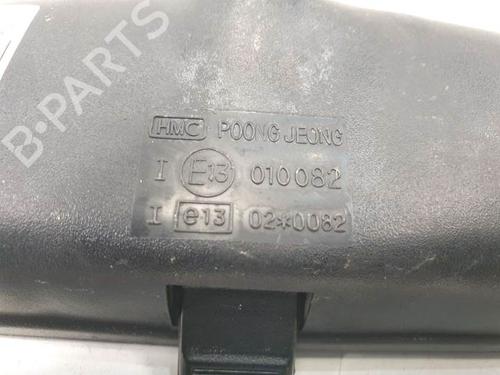 B-PARTS
HMC POONG JEONG
I E13 010082
I e13 02*0082